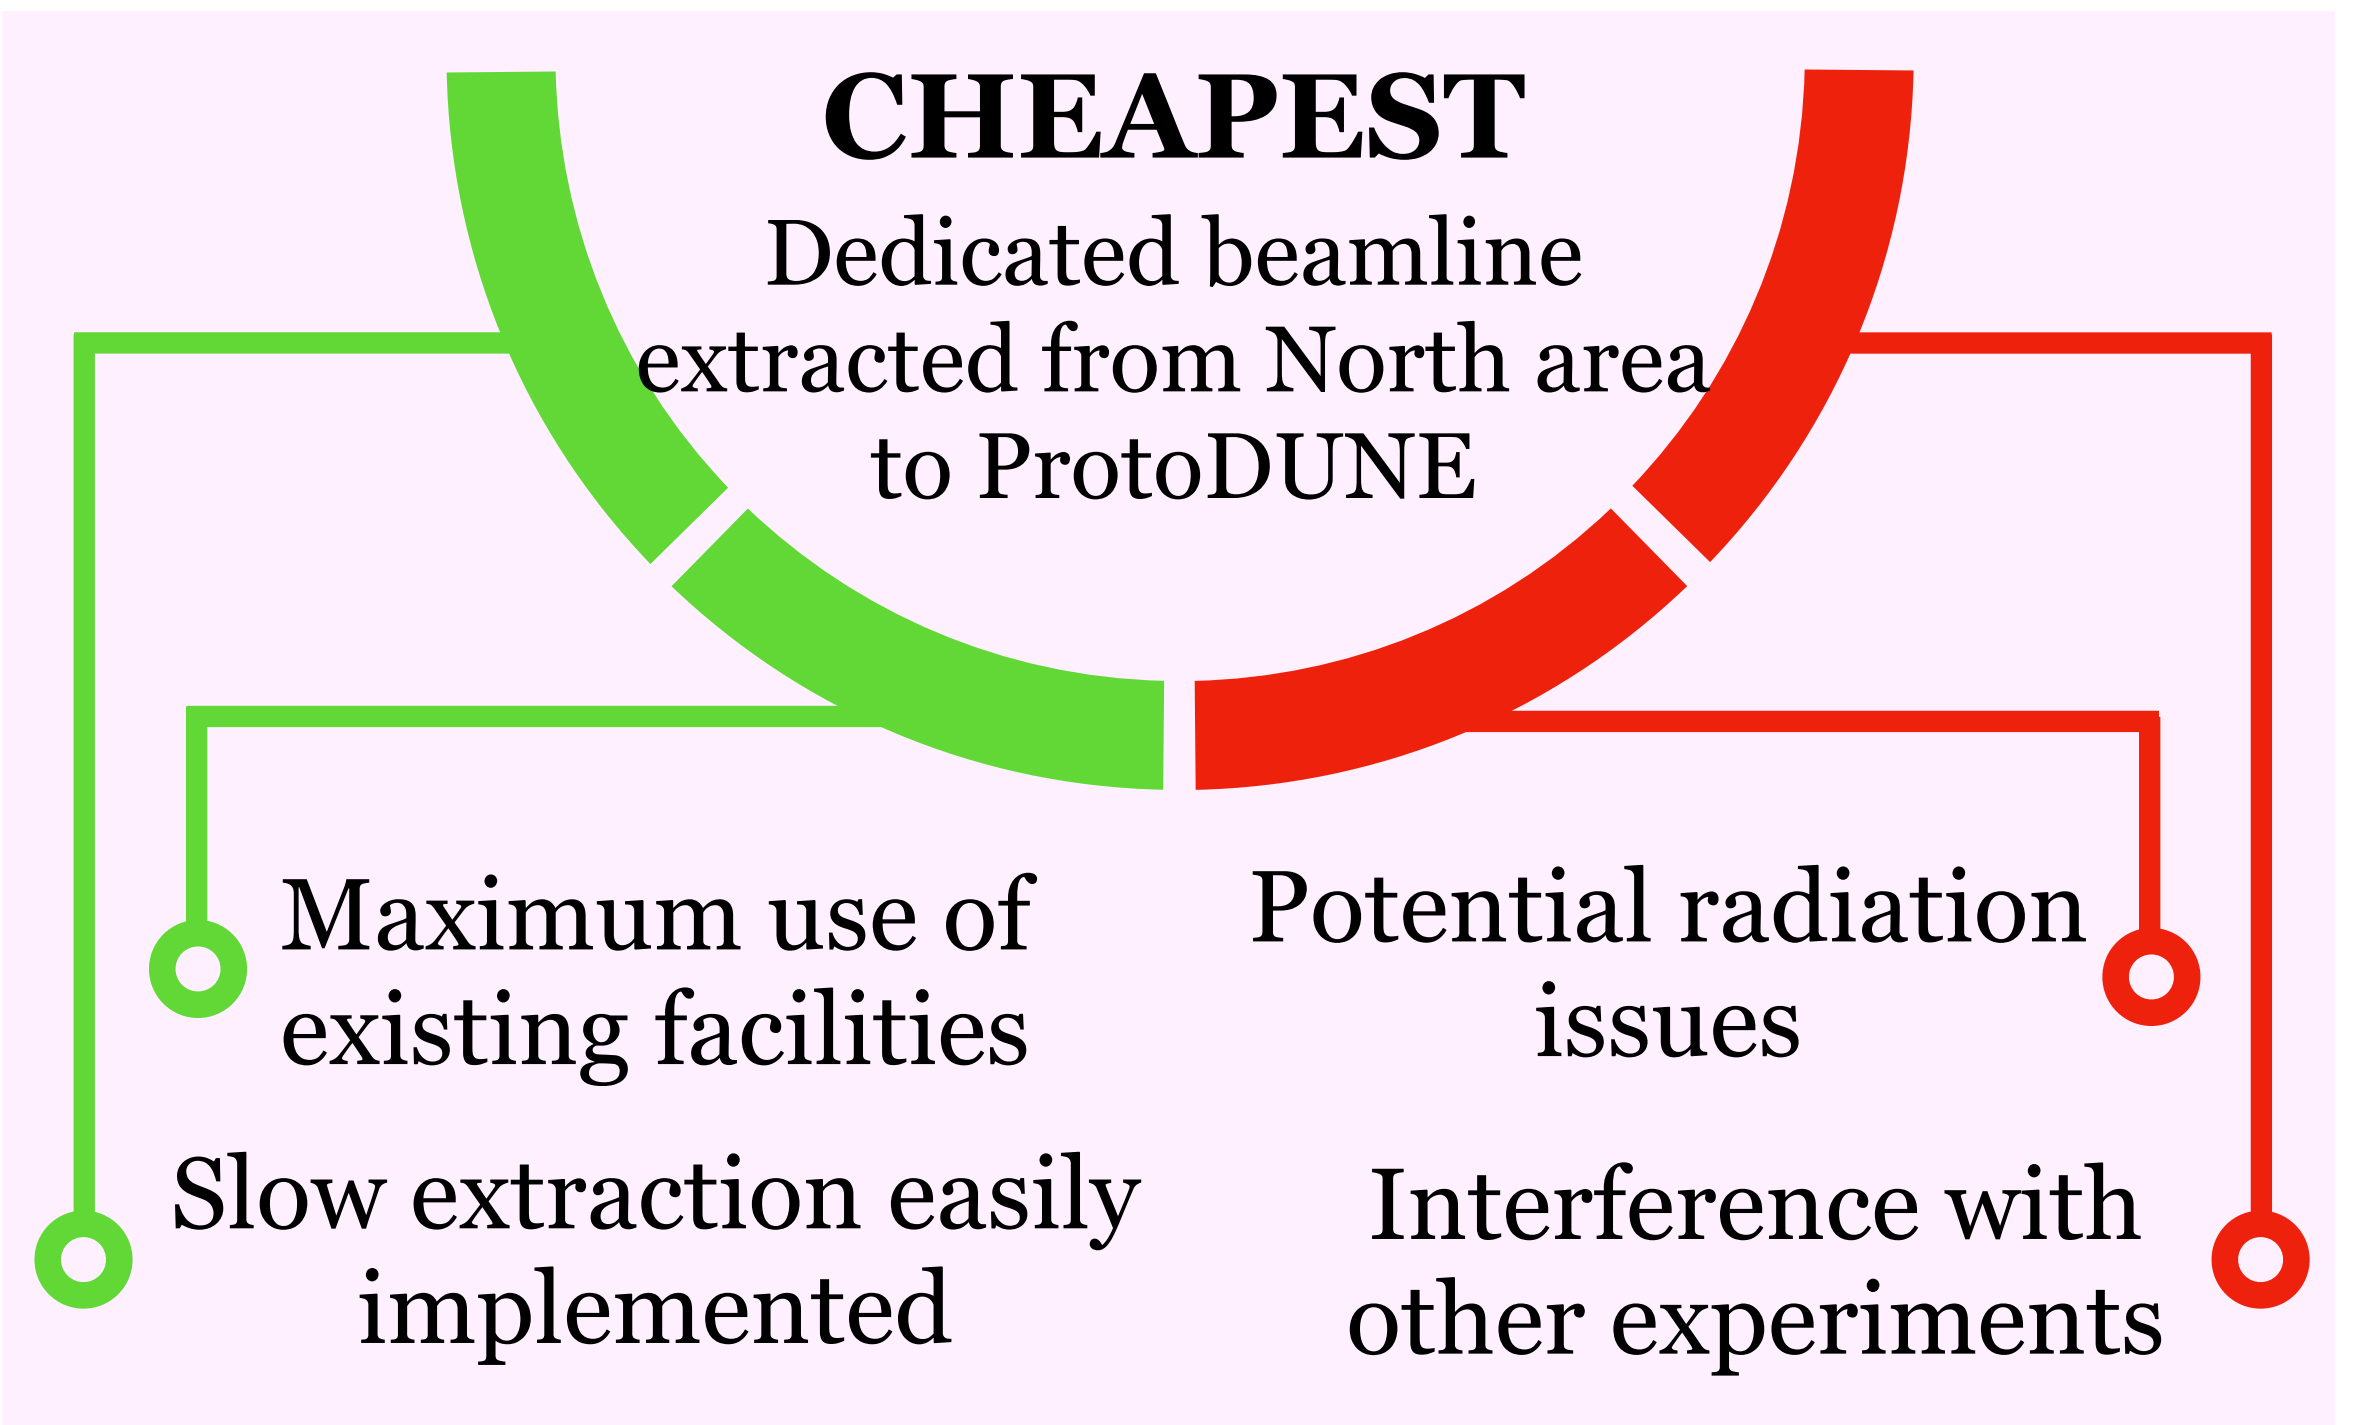 CHEAPEST
Dedicated beamline
extracted from North area
to ProtoDUNE
Maximum use of
existing facilities
Slow extraction easily
implemented
Potential radiation
issues
Interference with
other experiments